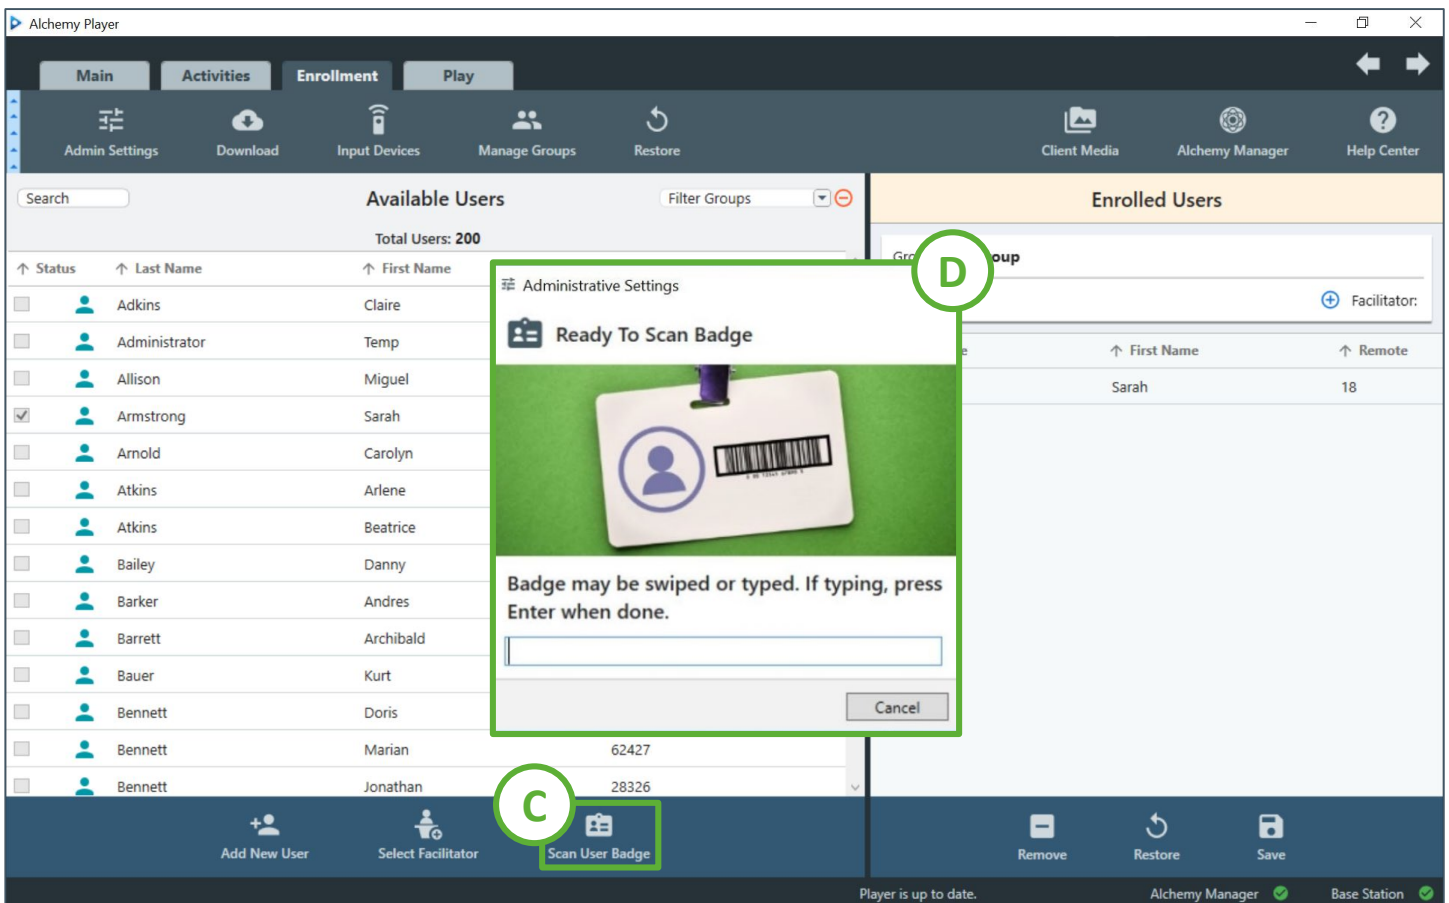 Alchemy Player
Main Activities Enrollment Play
Admin Settings Download Input Devices Manage Groups Restore Client Media Alchemy Manager Help Center
Search Available Users Filter Groups
Total Users: 200
Status Last Name First Name
Adkins Claire
Administrator Temp
Allison Miguel
Armstrong Sarah
Arnold Carolyn
Atkins Arlene
Atkins Beatrice
Bailey Danny
Barker Andres
Barrett Archibald
Bauer Kurt
Bennett Doris
Bennett Marian 62427
Bennett Jonathan 28326
C
Add New User Select Facilitator Scan User Badge
D
Administrative Settings
Ready To Scan Badge
Badge may be swiped or typed. If typing, press
Enter when done.
Cancel
Enrolled Users
Facilitator:
First Name Remote
Sarah 18
Remove Restore Save
Player is up to date. Alchemy Manager Base Station